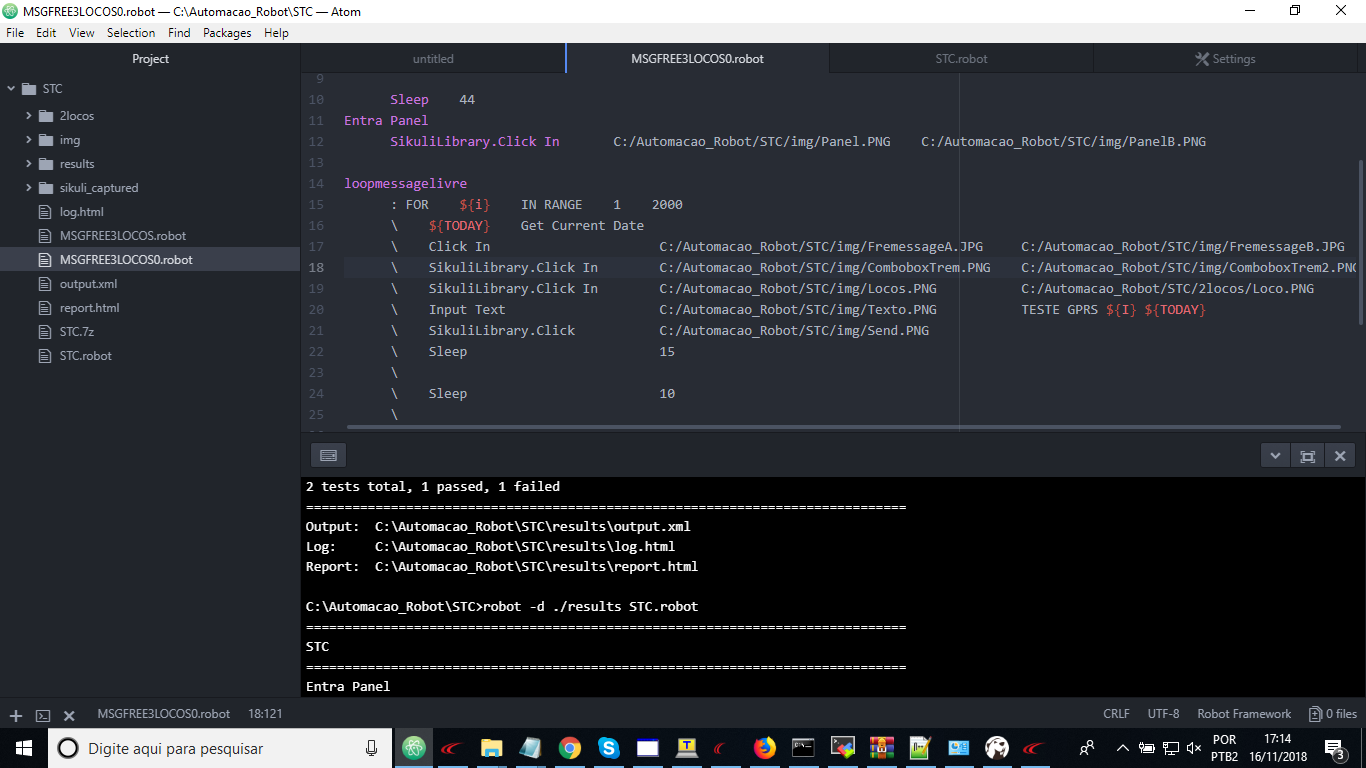 MSGFREE3LOCOS0.robot — C:\Automacao_Robot\STC — Atom
File Edit View Selection Find Packages Help
Project
untitled
MSGFREE3LOCOS0.robot
STC.robot
Settings
STC
2locos
img
results
sikuli_captured
log.html
MSGFREE3LOCOS.robot
MSGFREE3LOCOS0.robot
output.xml
report.html
STC.7z
STC.robot
9
10 Sleep 44
11 Entra Panel
12 SikuliLibrary.Click In C:/Automacao_Robot/STC/img/Panel.PNG C:/Automacao_Robot/STC/img/PanelB.PNG
13
14 loopmessagelivre
15 : FOR ${i} IN RANGE 1 2000
16 \ ${TODAY} Get Current Date
17 \ Click In C:/Automacao_Robot/STC/img/FremessageA.JPG C:/Automacao_Robot/STC/img/FremessageB.JPG
18 \ SikuliLibrary.Click In C:/Automacao_Robot/STC/img/ComboboxTrem.PNG C:/Automacao_Robot/STC/img/ComboboxTrem2.PNG
19 \ SikuliLibrary.Click In C:/Automacao_Robot/STC/img/Locos.PNG C:/Automacao_Robot/STC/2locos/Loco.PNG
20 \ Input Text C:/Automacao_Robot/STC/img/Texto.PNG TESTE GPRS ${I} ${TODAY}
21 \ SikuliLibrary.Click C:/Automacao_Robot/STC/img/Send.PNG
22 \ Sleep 15
23 \
24 \ Sleep 10
25 \
2 tests total, 1 passed, 1 failed
==============================================================================
Output: C:\Automacao_Robot\STC\results\output.xml
Log: C:\Automacao_Robot\STC\results\log.html
Report: C:\Automacao_Robot\STC\results\report.html
C:\Automacao_Robot\STC>robot -d ./results STC.robot
==============================================================================
STC
==============================================================================
Entra Panel
MSGFREE3LOCOS0.robot 18:121 CRLF UTF-8 Robot Framework 0 files
Digite aqui para pesquisar
POR
PTB2
17:14
16/11/2018
3